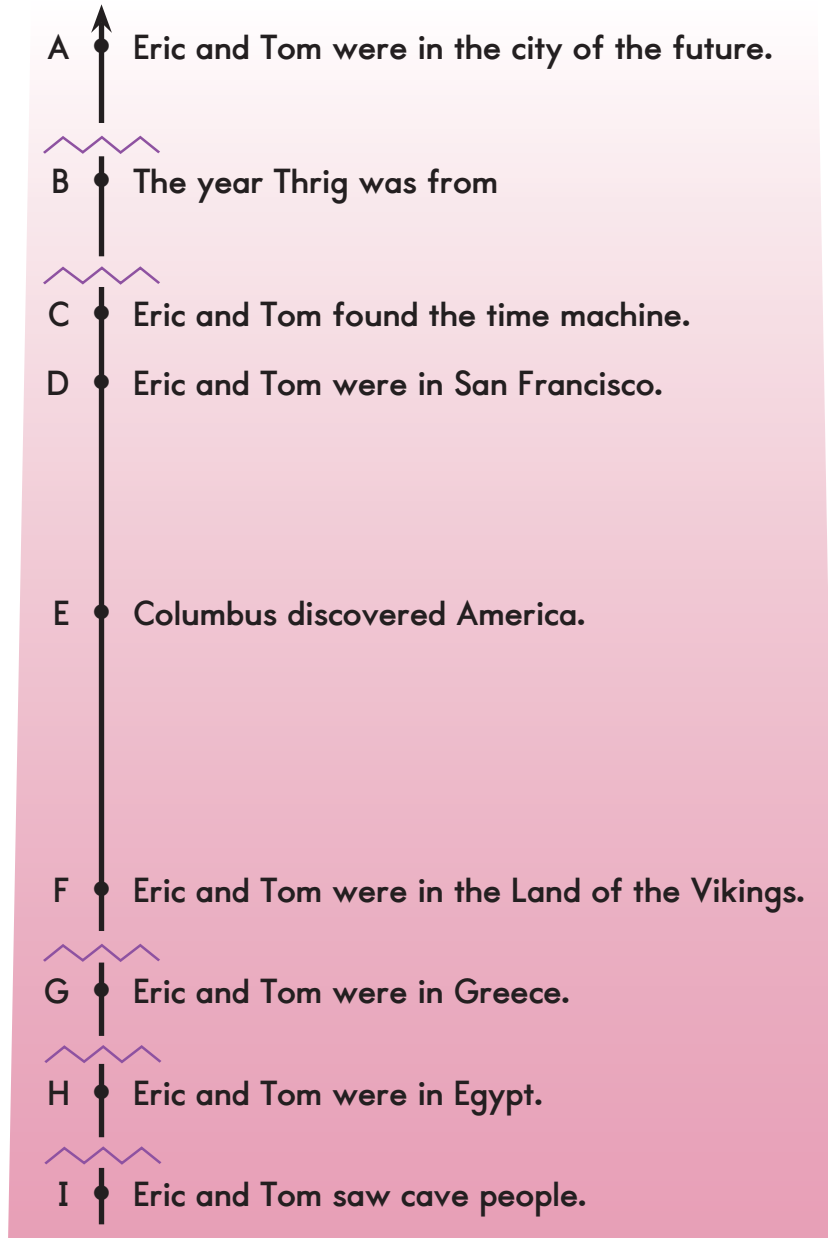 A Eric and Tom were in the city of the future.
B The year Thrig was from
C Eric and Tom found the time machine.
D Eric and Tom were in San Francisco.
E Columbus discovered America.
F Eric and Tom were in the Land of the Vikings.
G Eric and Tom were in Greece.
H Eric and Tom were in Egypt.
I Eric and Tom saw cave people.